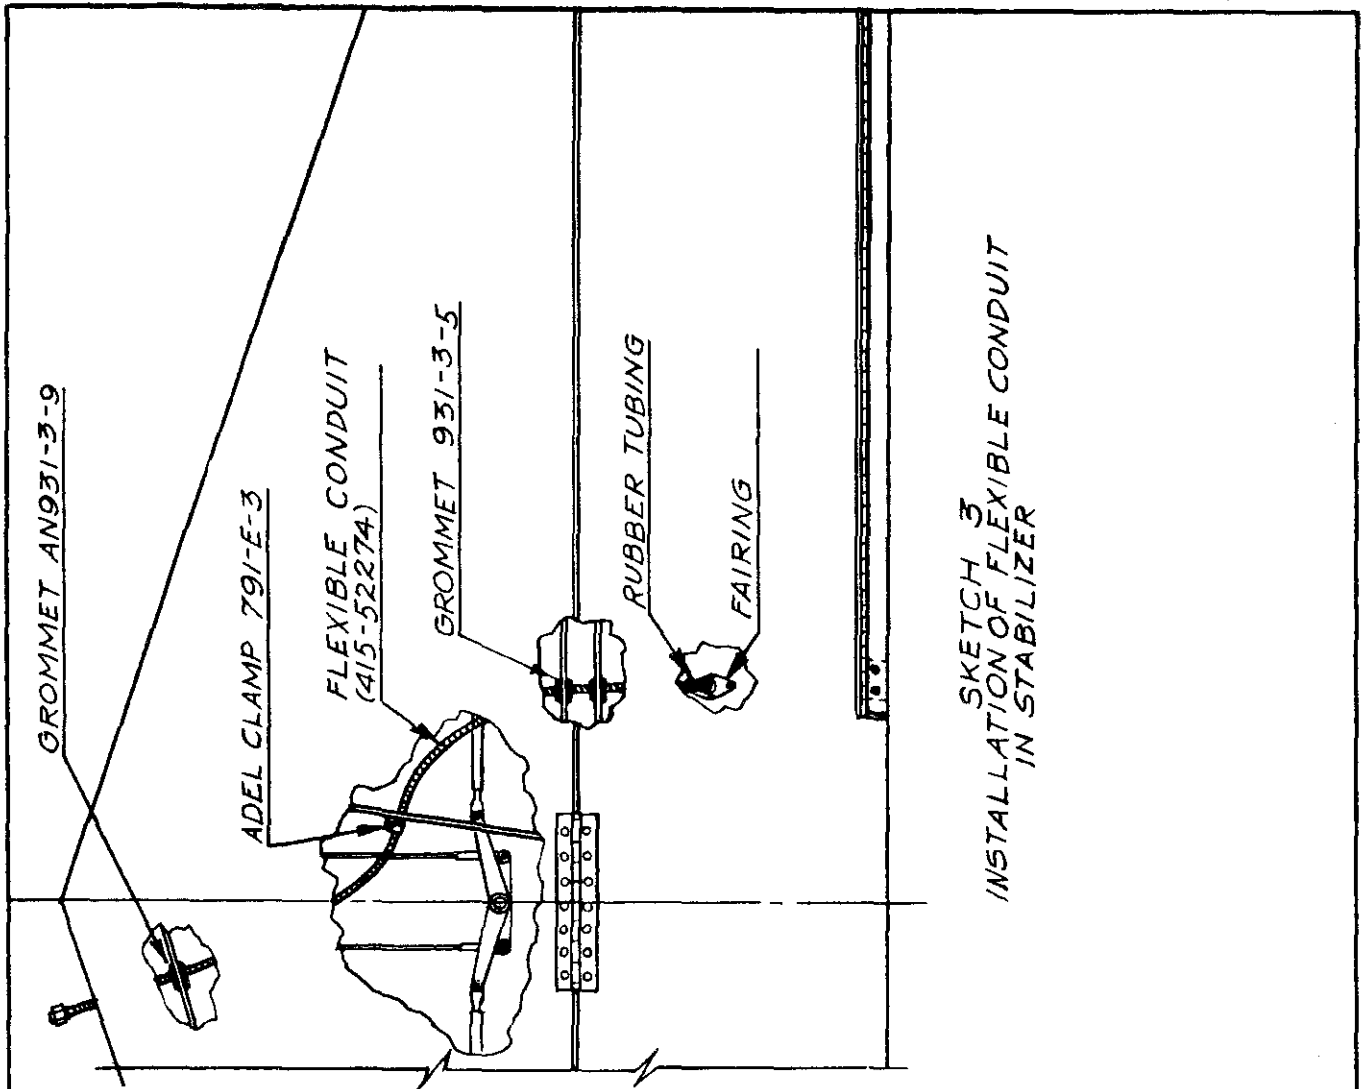 GROMMET AN931-3-9
ADEL CLAMP 791-E-3
FLEXIBLE CONDUIT
(415-52274)
GROMMET 931-3-5
RUBBER TUBING
FAIRING
SKETCH 3
INSTALLATION OF FLEXIBLE CONDUIT
IN STABILIZER